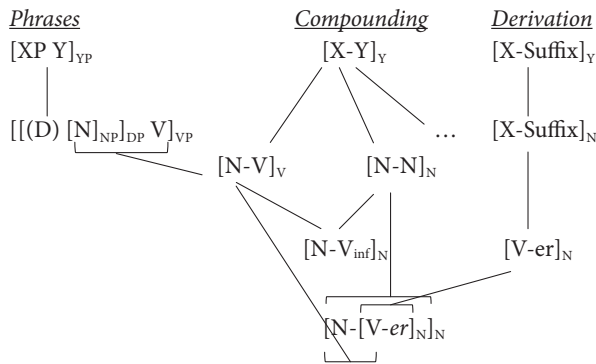 Phrases Compounding Derivation
[XP Y]YP [X-Y]Y [X-Suffix]Y
[[(D) [N]NP]DP V]VP … [X-Suffix]N
[N-V]V [N-N]N
[N-Vinf]N [V-er]N
[N-[V-er]N]N